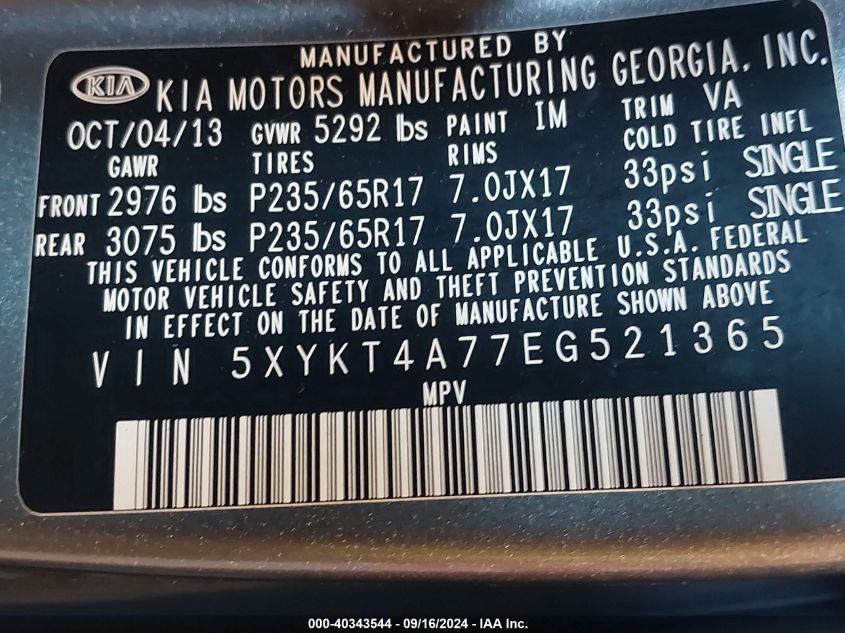 MANUFACTURED BY
KIA KIA MOTORS MANUFACTURING GEORGIA, INC.
OCT/04/13 GVWR 5292 lbs PAINT IM TRIM VA
GAWR TIRES RIMS COLD TIRE INFL
FRONT 2976 lbs P235/65R17 7.0JX17 33psi SINGLE
REAR 3075 lbs P235/65R17 7.0JX17 33psi SINGLE
THIS VEHICLE CONFORMS TO ALL APPLICABLE U.S.A. FEDERAL
MOTOR VEHICLE SAFETY AND THEFT PREVENTION STANDARDS
IN EFFECT ON THE DATE OF MANUFACTURE SHOWN ABOVE
VIN 5XYKT4A77EG521365
MPV
000-40343544 - 09/16/2024 - IAA Inc.